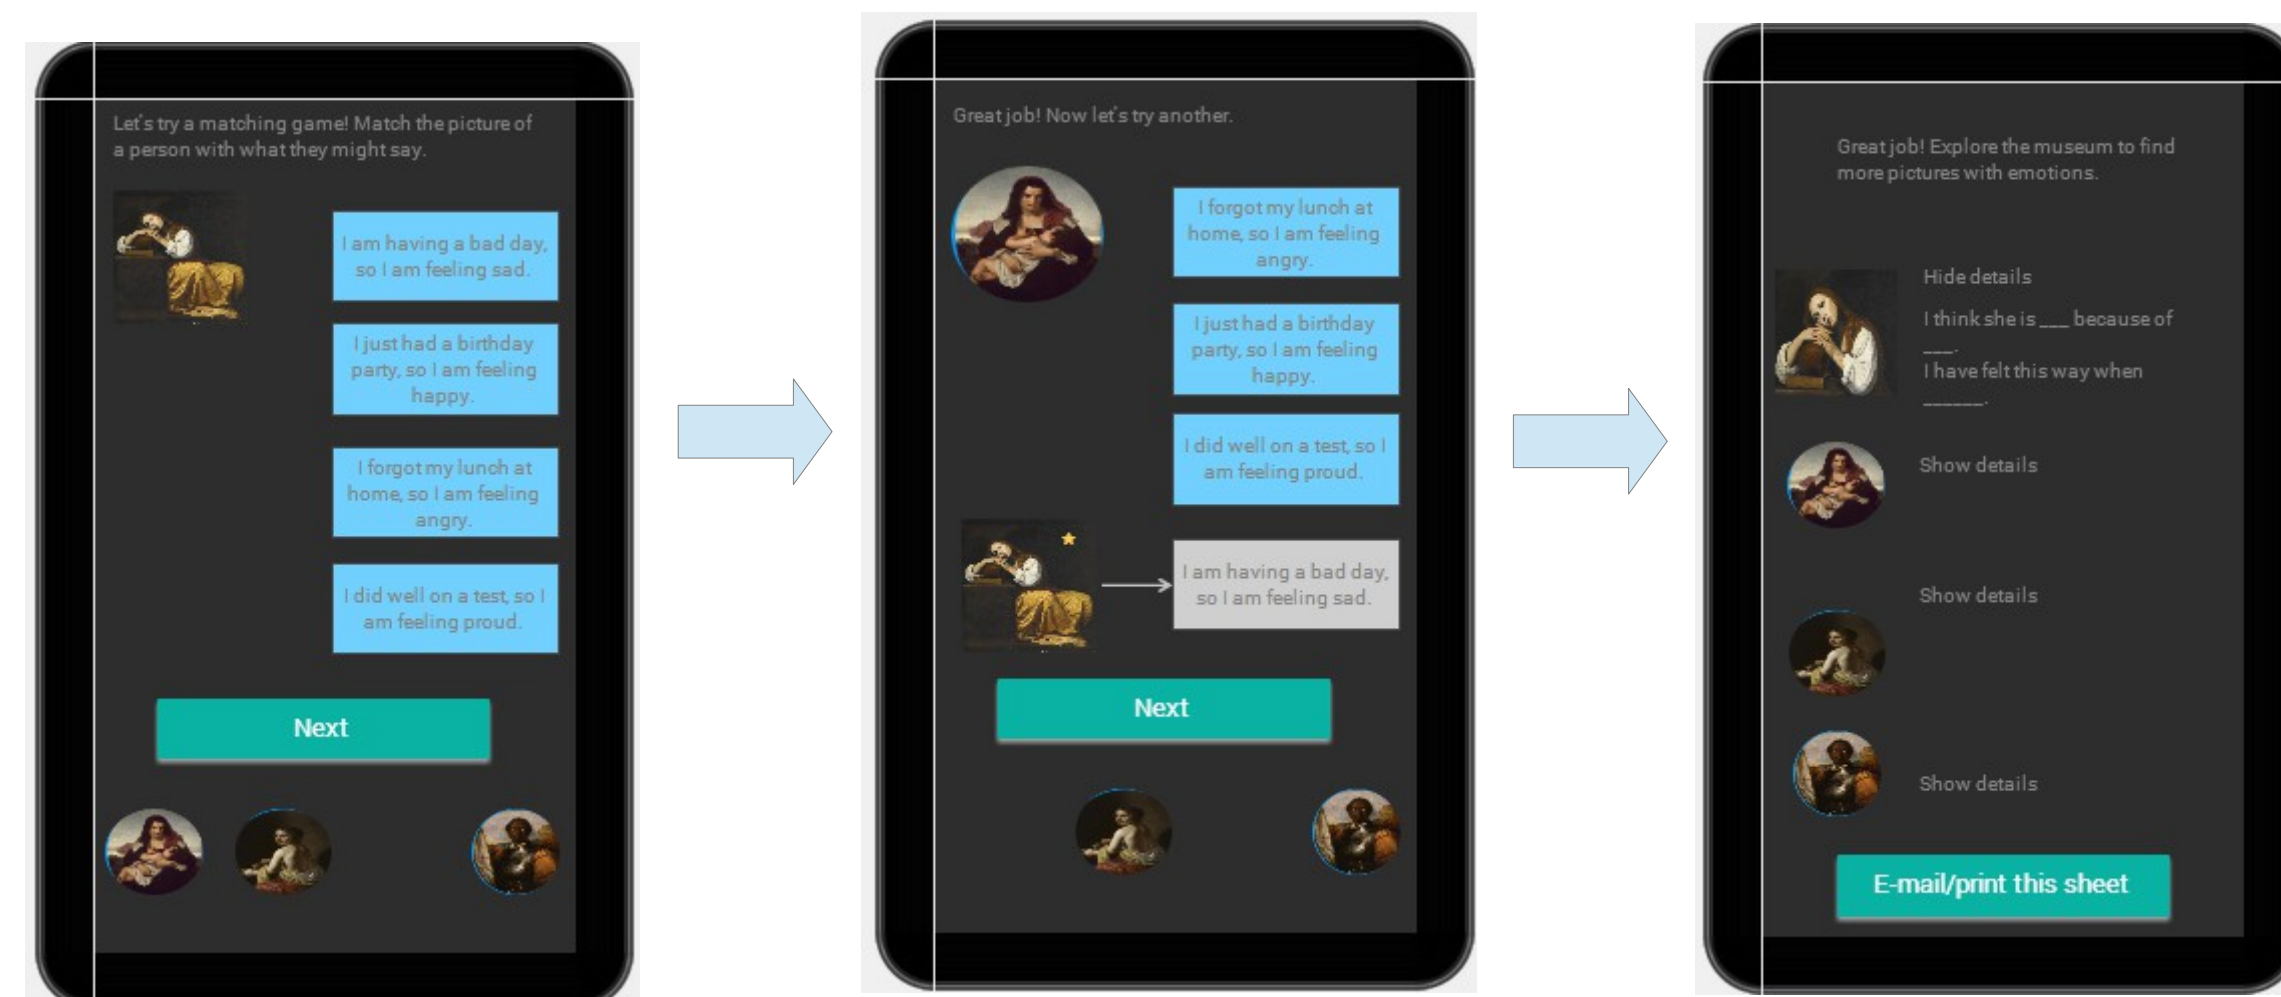 Let's try a matching game! Match the picture of
a person with what they might say.
I am having a bad day,
so I am feeling sad.
I just had a birthday
party, so I am feeling
happy.
I forgot my lunch at
home, so I am feeling
angry.
I did well on a test, so I
am feeling proud.
Next
Great job! Now let's try another.
I forgot my lunch at
home, so I am feeling
angry.
I just had a birthday
party, so I am feeling
happy.
I did well on a test, so I
am feeling proud.
I am having a bad day,
so I am feeling sad.
Next
Great job! Explore the museum to find
more pictures with emotions.
Hide details
I think she is ___ because of
___.
I have felt this way when
______.
Show details
Show details
Show details
E-mail/print this sheet